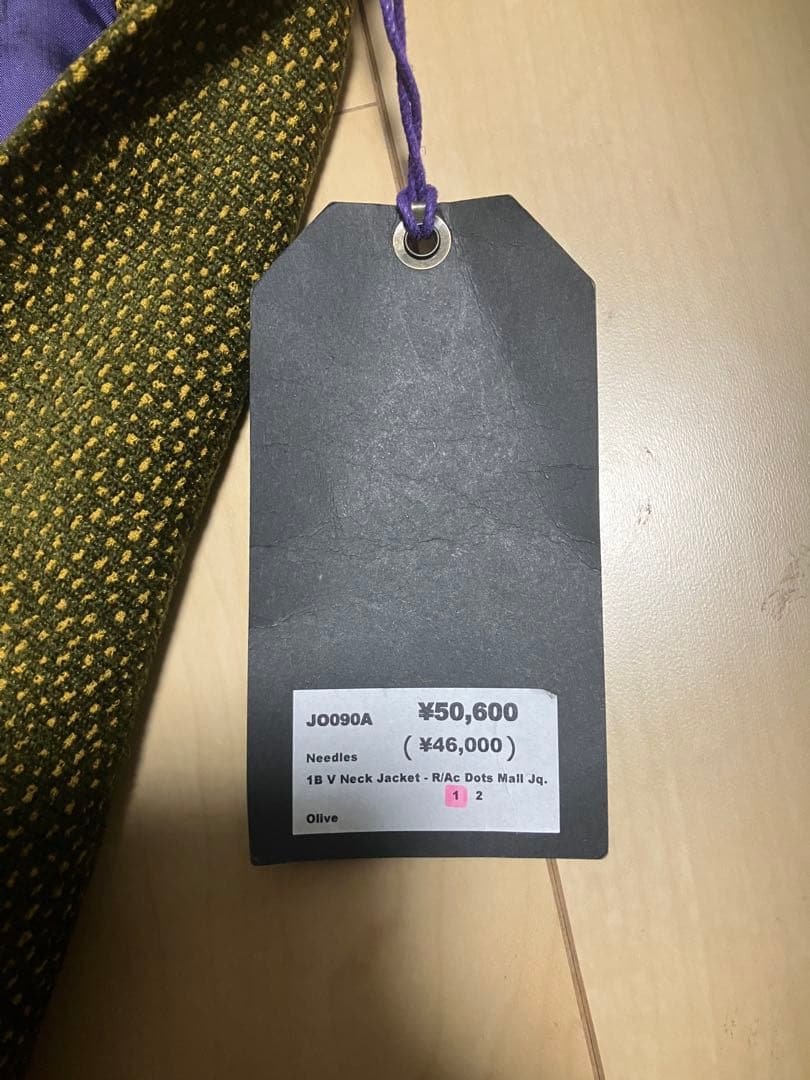 JO090A ¥50,600
Needles (¥46,000)
1B V Neck Jacket - R/Ac Dots Mall Jq.
1 2
Olive